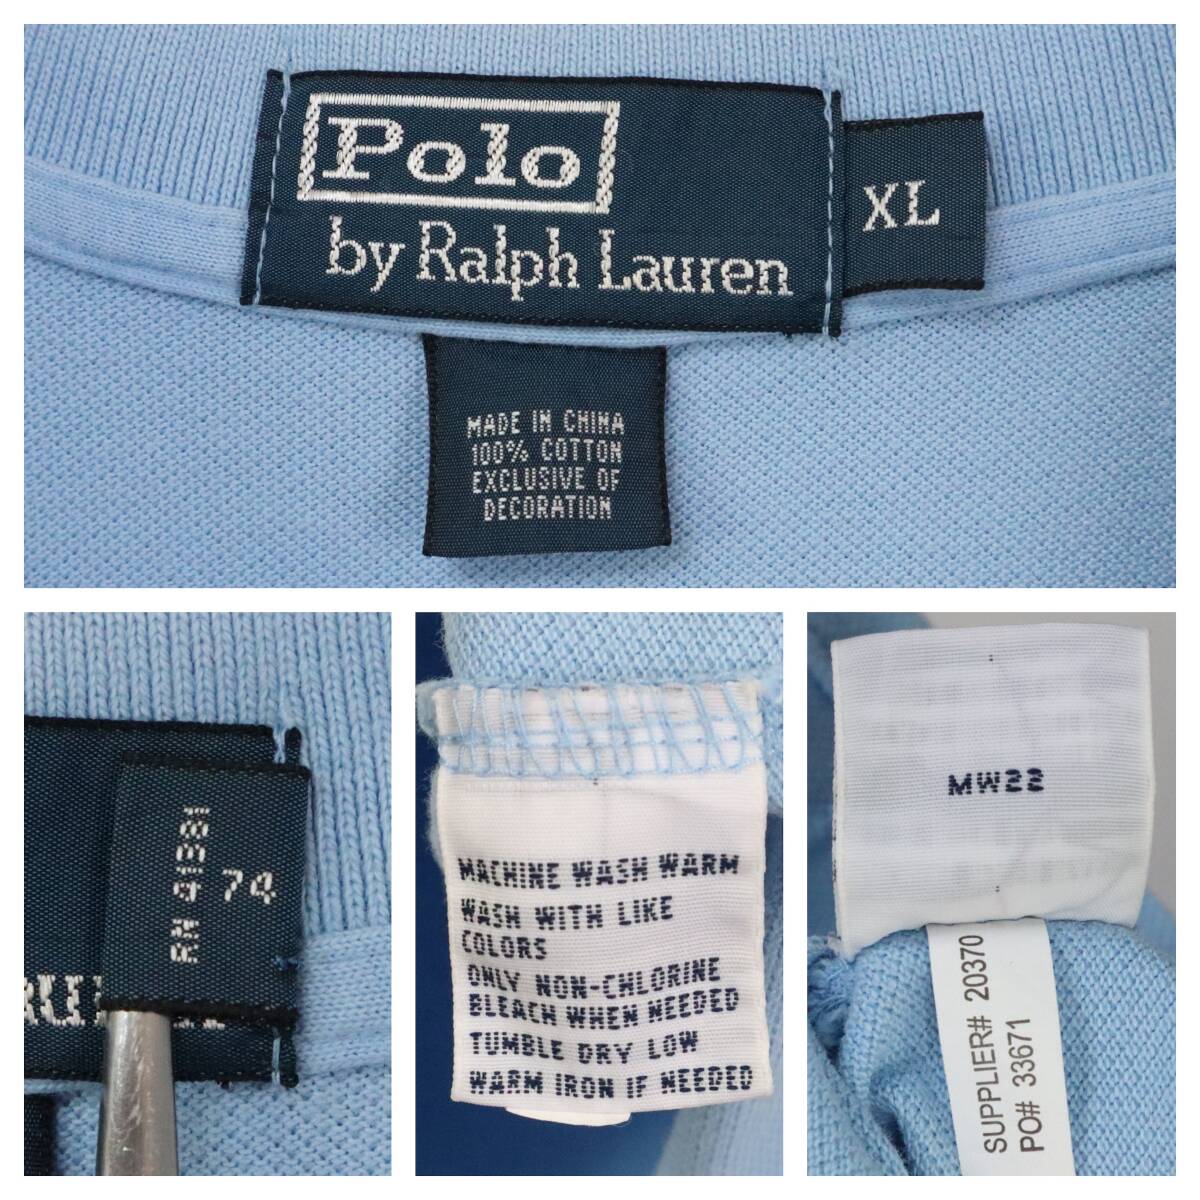 Polo
by Ralph Lauren
XL
MADE IN CHINA
100% COTTON
EXCLUSIVE OF
DECORATION
RN 41381
74
MACHINE WASH WARM
WASH WITH LIKE
COLORS
ONLY NON-CHLORINE
BLEACH WHEN NEEDED
TUMBLE DRY LOW
WARM IRON IF NEEDED
MW22
SUPPLIER# 20370
PO# 33671